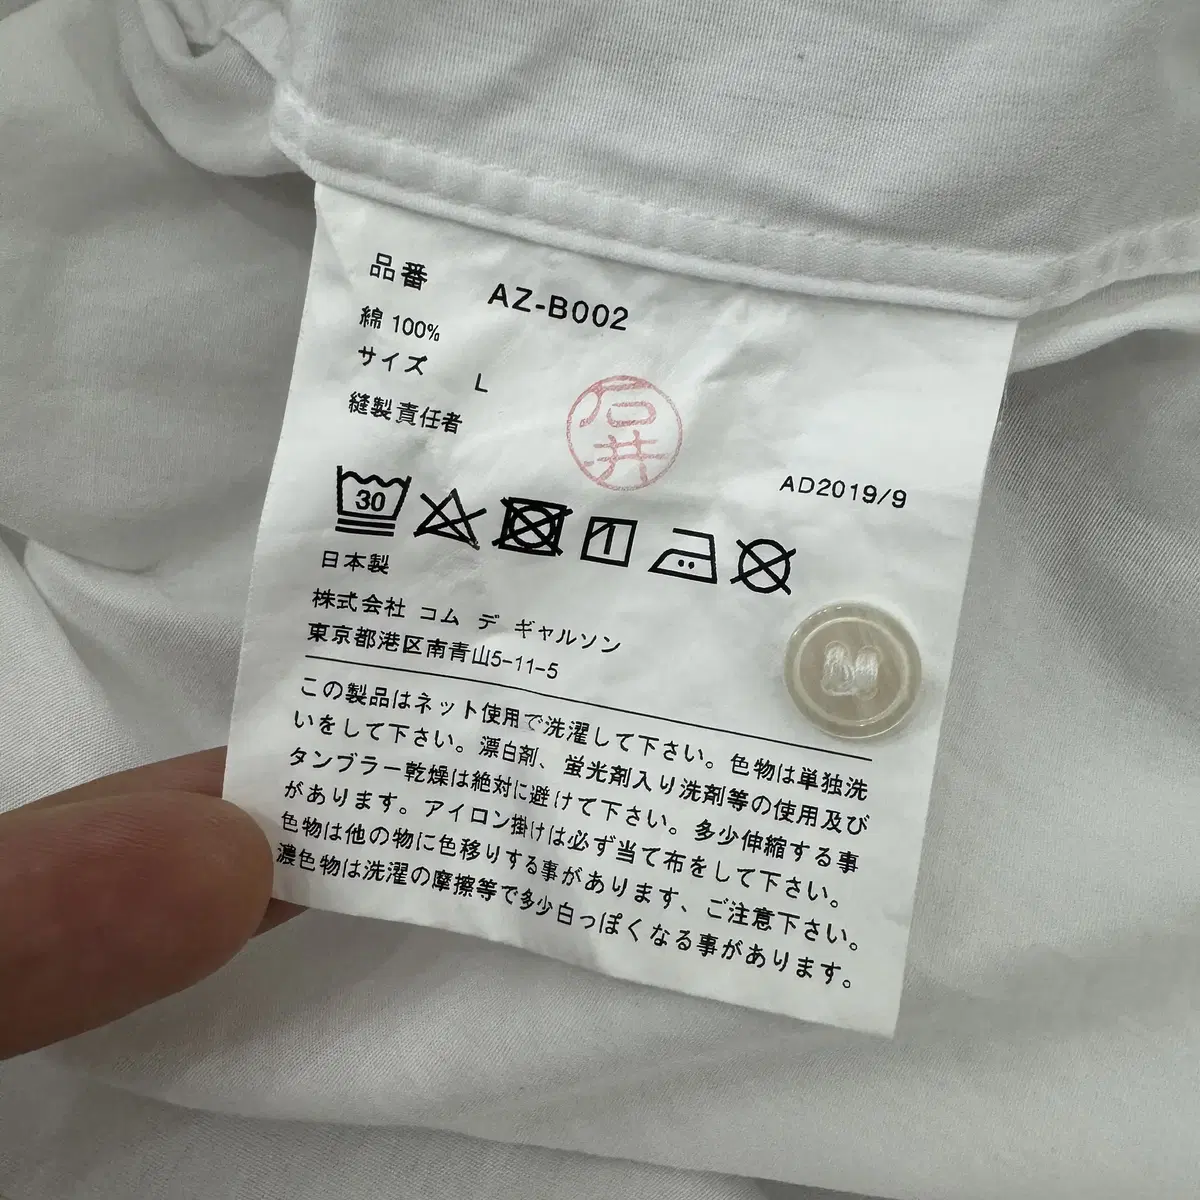 品番 AZ-B002
綿 100%
サイズ L
縫製責任者
石井
AD2019/9
30
日本製
株式会社 コム デ ギャルソン
東京都港区南青山5-11-5
この製品はネット使用で洗濯して下さい。色物は単独洗
いをして下さい。漂白剤、蛍光剤入り洗剤等の使用及び
タンブラー乾燥は絶対に避けて下さい。多少伸縮する事
があります。アイロン掛けは必ず当て布をして下さい。
色物は他の物に色移りする事があります、ご注意下さい。
濃色物は洗濯の摩擦等で多少白っぽくなる事があります。